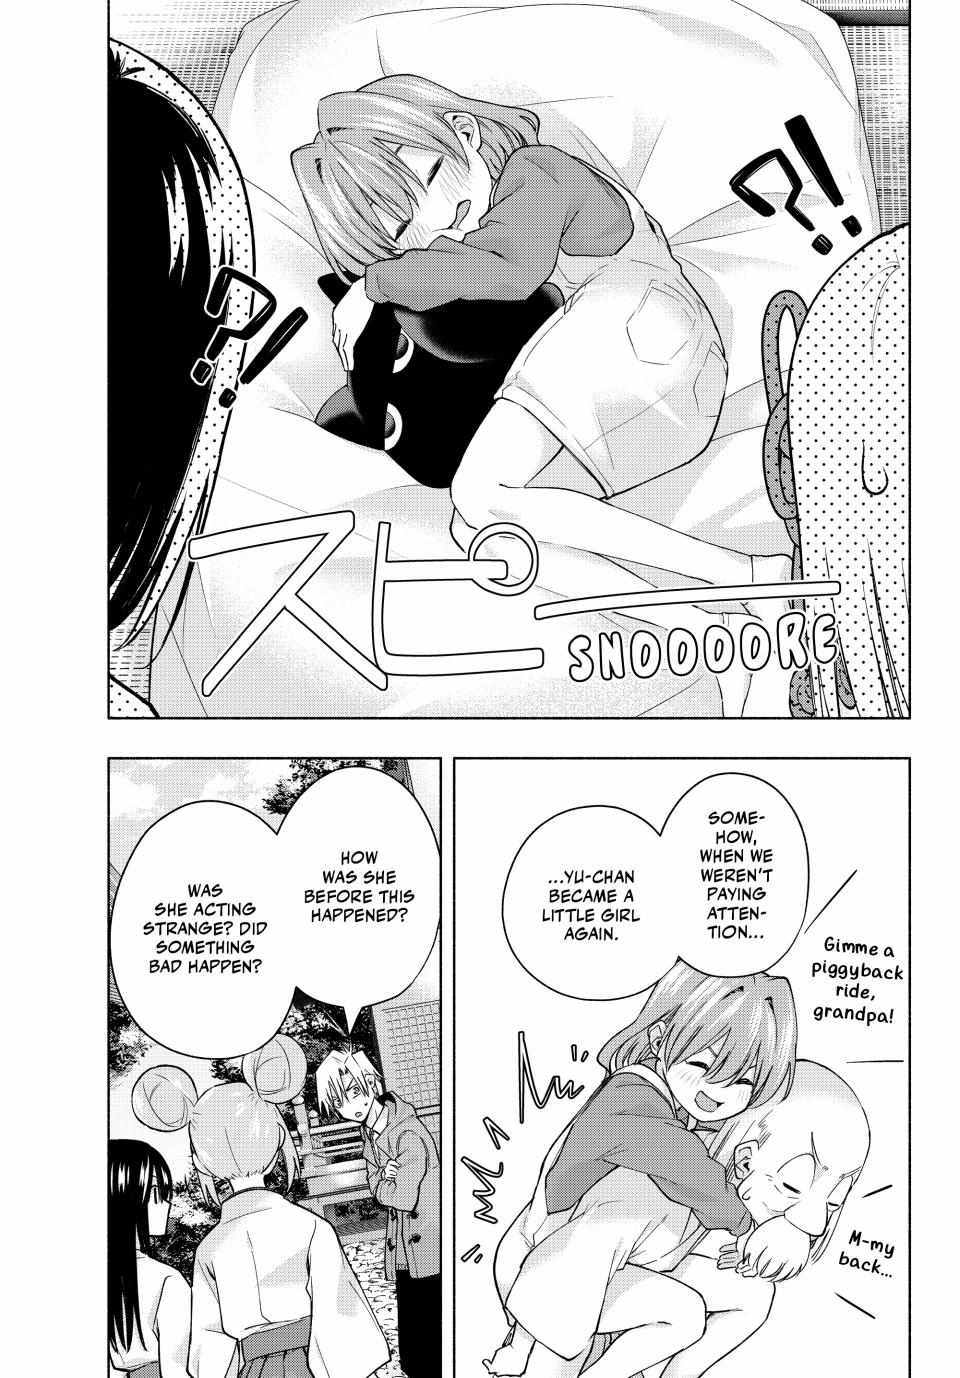 ?!
?!
スピー
SNOOOORE
SOME-
HOW,
WHEN WE
WEREN'T
PAYING
ATTEN-
TION...
...YU-CHAN
BECAME A
LITTLE GIRL
AGAIN.
Gimme a
piggyback
ride,
grandpa!
M-my
back...
HOW
WAS SHE
BEFORE THIS
HAPPENED?
WAS
SHE ACTING
STRANGE? DID
SOMETHING
BAD HAPPEN?